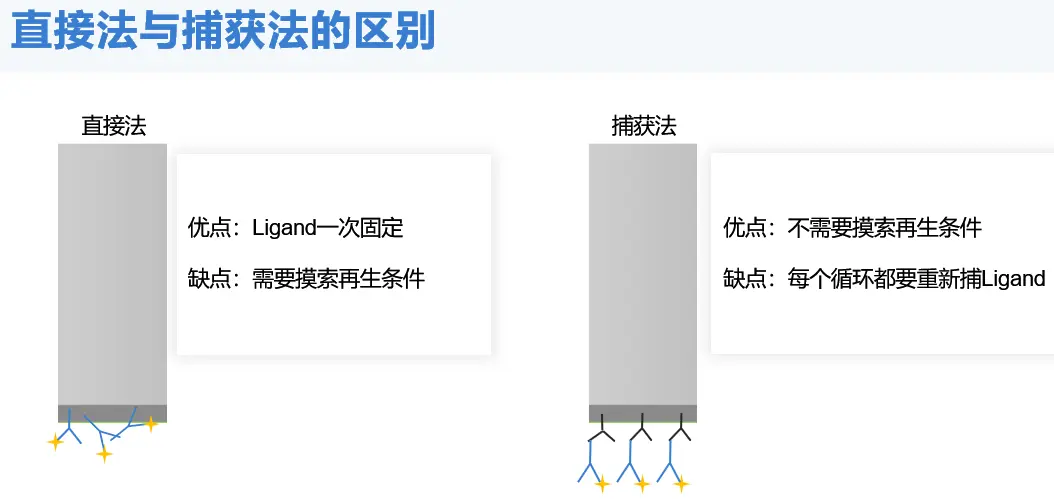 直接法与捕获法的区别
直接法
优点：Ligand一次固定
缺点：需要摸索再生条件
捕获法
优点：不需要摸索再生条件
缺点：每个循环都要重新捕Ligand